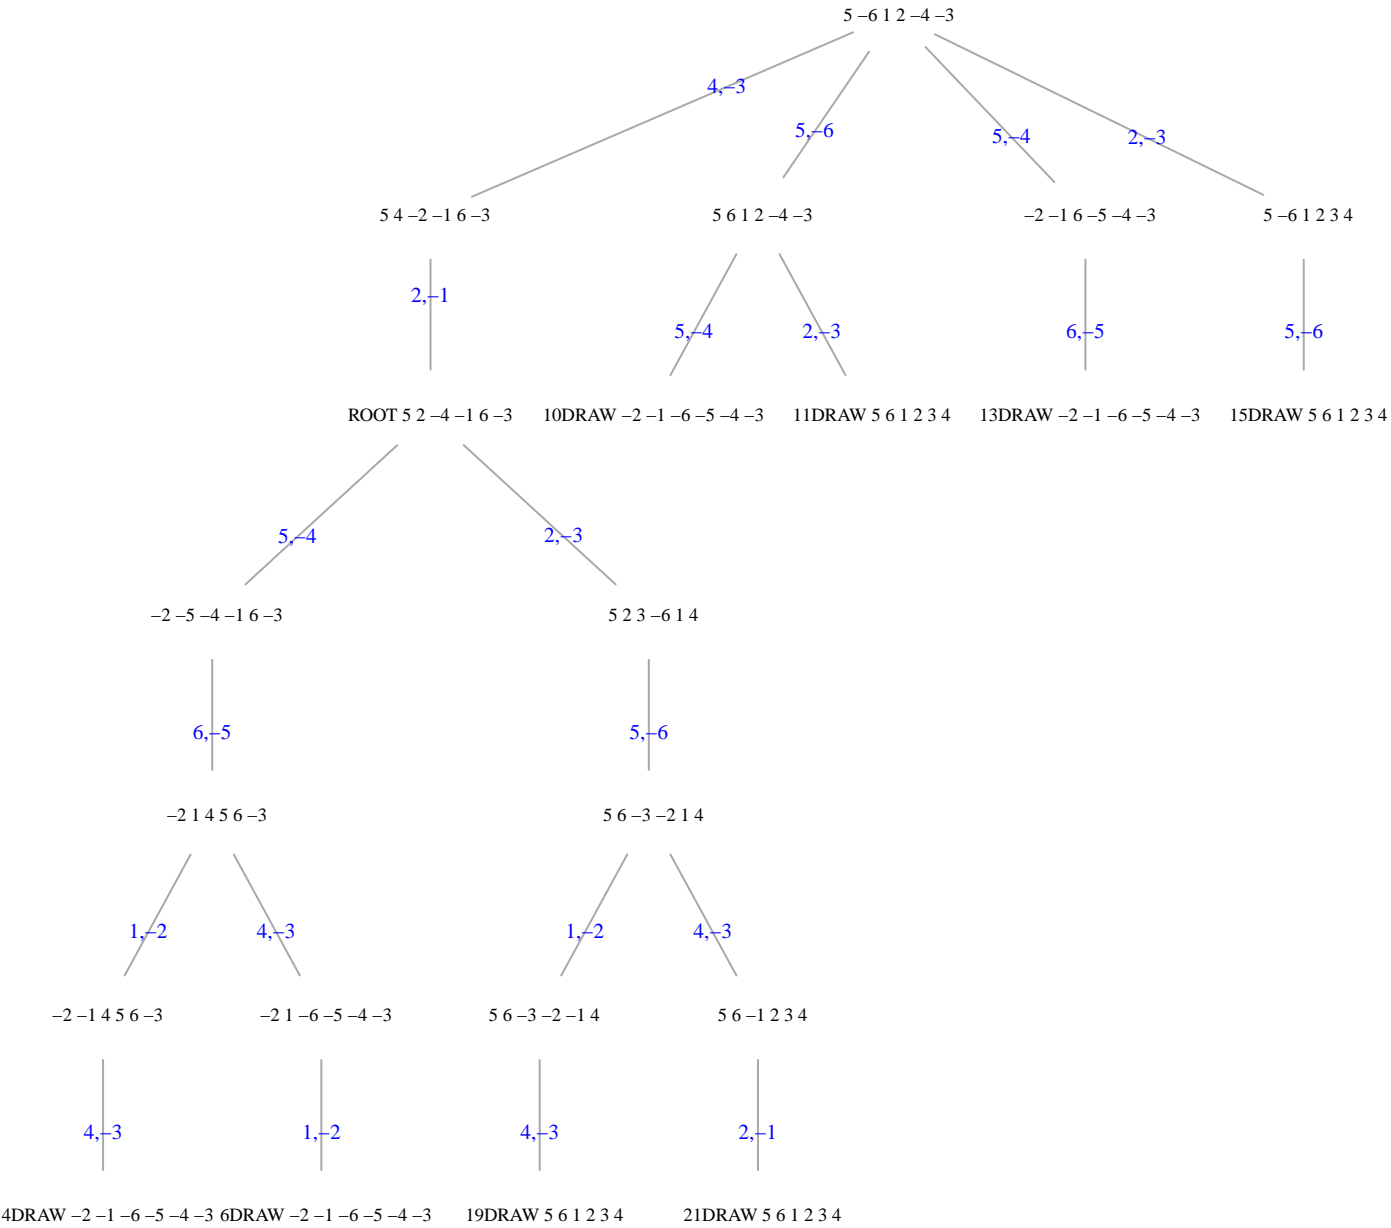 5 –6 1 2 –4 –3
4,–3
5,–6
5,–4
2,–3
5 4 –2 –1 6 –3
5 6 1 2 –4 –3
–2 –1 6 –5 –4 –3
5 –6 1 2 3 4
2,–1
5,–4
2,–3
6,–5
5,–6
ROOT 5 2 –4 –1 6 –3
10DRAW –2 –1 –6 –5 –4 –3
11DRAW 5 6 1 2 3 4
13DRAW –2 –1 –6 –5 –4 –3
15DRAW 5 6 1 2 3 4
5,–4
2,–3
–2 –5 –4 –1 6 –3
5 2 3 –6 1 4
6,–5
5,–6
–2 1 4 5 6 –3
5 6 –3 –2 1 4
1,–2
4,–3
1,–2
4,–3
–2 –1 4 5 6 –3
–2 1 –6 –5 –4 –3
5 6 –3 –2 –1 4
5 6 –1 2 3 4
4,–3
1,–2
4,–3
2,–1
4DRAW –2 –1 –6 –5 –4 –3
6DRAW –2 –1 –6 –5 –4 –3
19DRAW 5 6 1 2 3 4
21DRAW 5 6 1 2 3 4